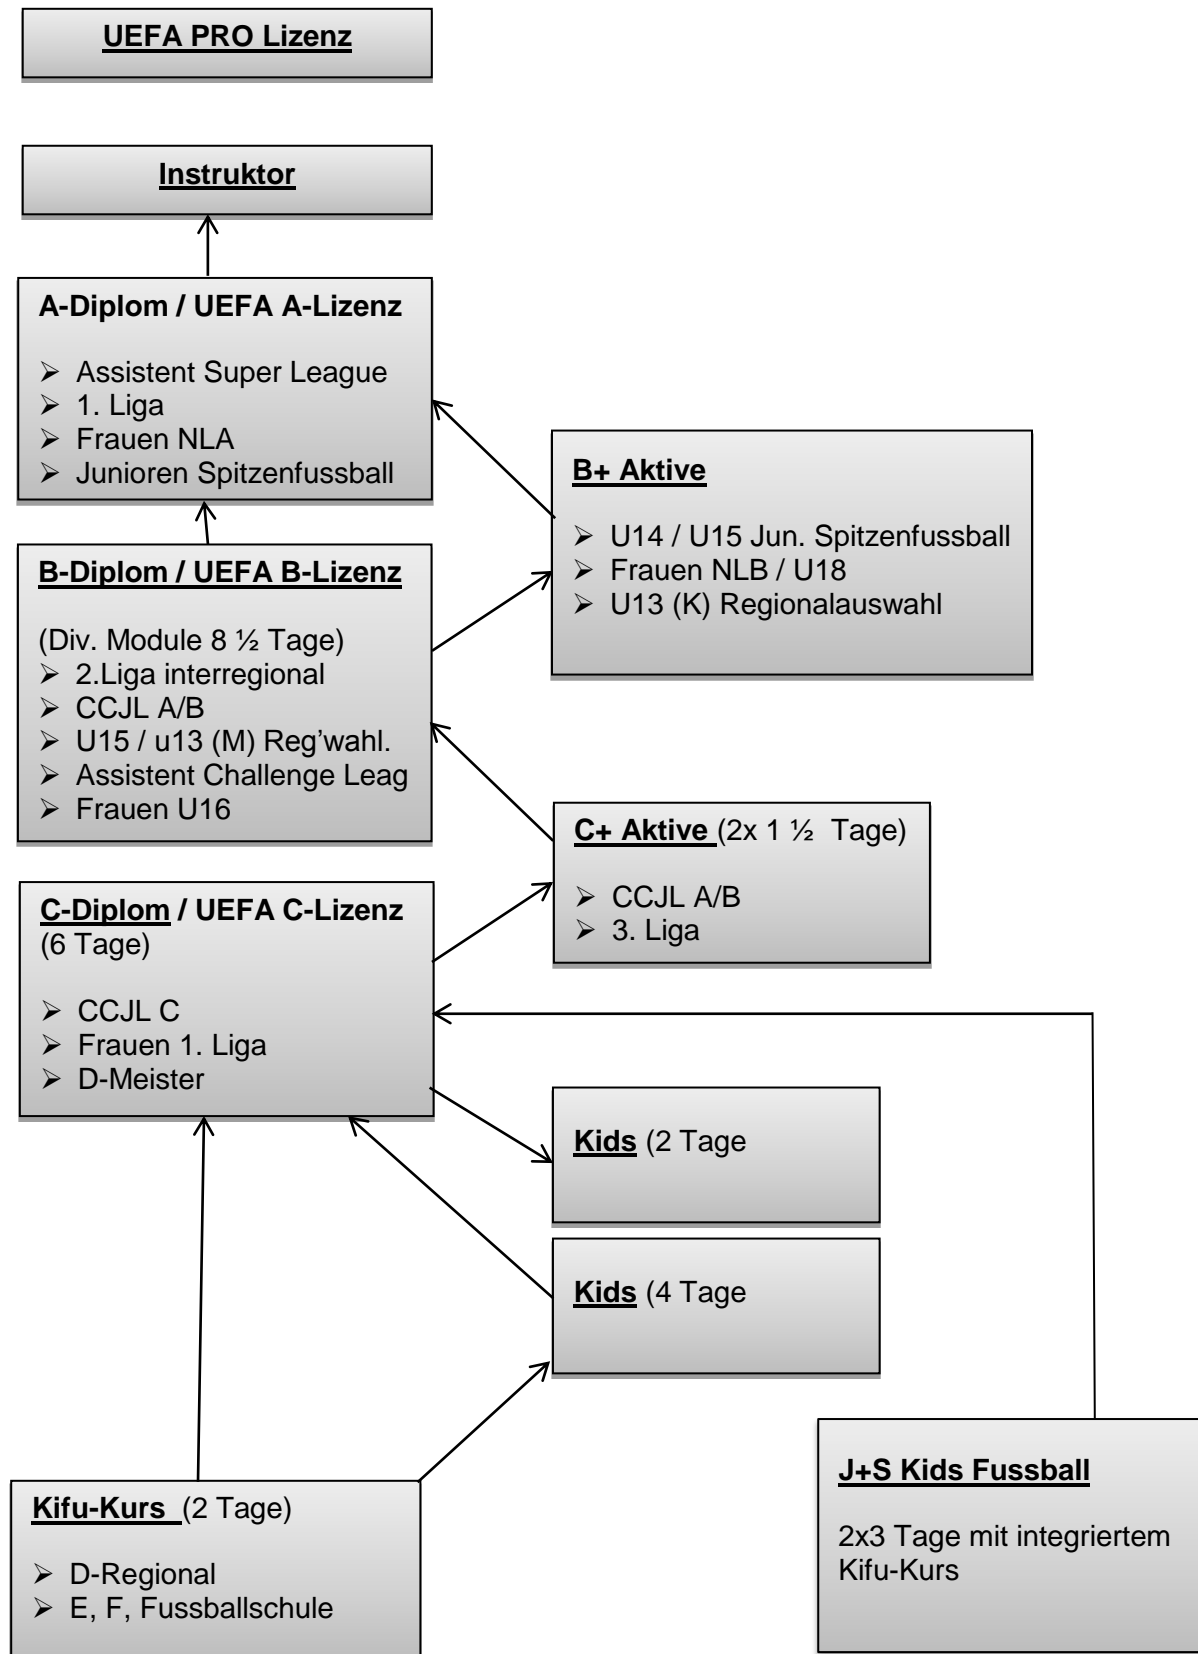 UEFA PRO Lizenz
Instruktor
A-Diplom / UEFA A-Lizenz
➢ Assistent Super League
➢ 1. Liga
➢ Frauen NLA
➢ Junioren Spitzenfussball
B+ Aktive
➢ U14 / U15 Jun. Spitzenfussball
➢ Frauen NLB / U18
➢ U13 (K) Regionalauswahl
B-Diplom / UEFA B-Lizenz
(Div. Module 8 ½ Tage)
➢ 2.Liga interregional
➢ CCJL A/B
➢ U15 / u13 (M) Reg’wahl.
➢ Assistent Challenge Leag
➢ Frauen U16
C+ Aktive (2x 1 ½ Tage)
➢ CCJL A/B
➢ 3. Liga
C-Diplom / UEFA C-Lizenz
(6 Tage)
➢ CCJL C
➢ Frauen 1. Liga
➢ D-Meister
Kids (2 Tage
Kids (4 Tage
Kifu-Kurs (2 Tage)
➢ D-Regional
➢ E, F, Fussballschule
J+S Kids Fussball
2x3 Tage mit integriertem
Kifu-Kurs